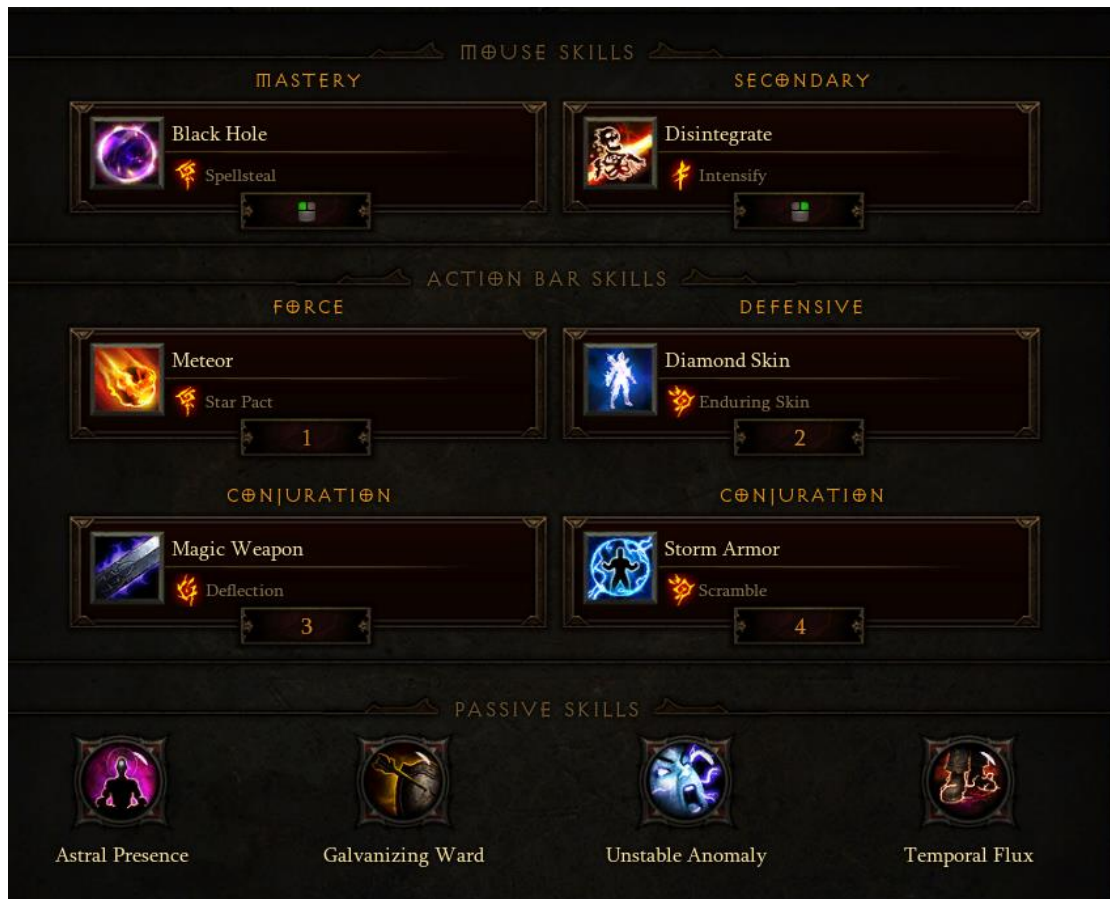 MOUSE SKILLS
MASTERY
SECONDARY
Black Hole
Disintegrate
Spellsteal
Intensify
ACTION BAR SKILLS
FORCE
DEFENSIVE
Meteor
Diamond Skin
Star Pact
Enduring Skin
1
2
CONJURATION
CONJURATION
Magic Weapon
Storm Armor
Deflection
Scramble
3
4
PASSIVE SKILLS
Astral Presence
Galvanizing Ward
Unstable Anomaly
Temporal Flux